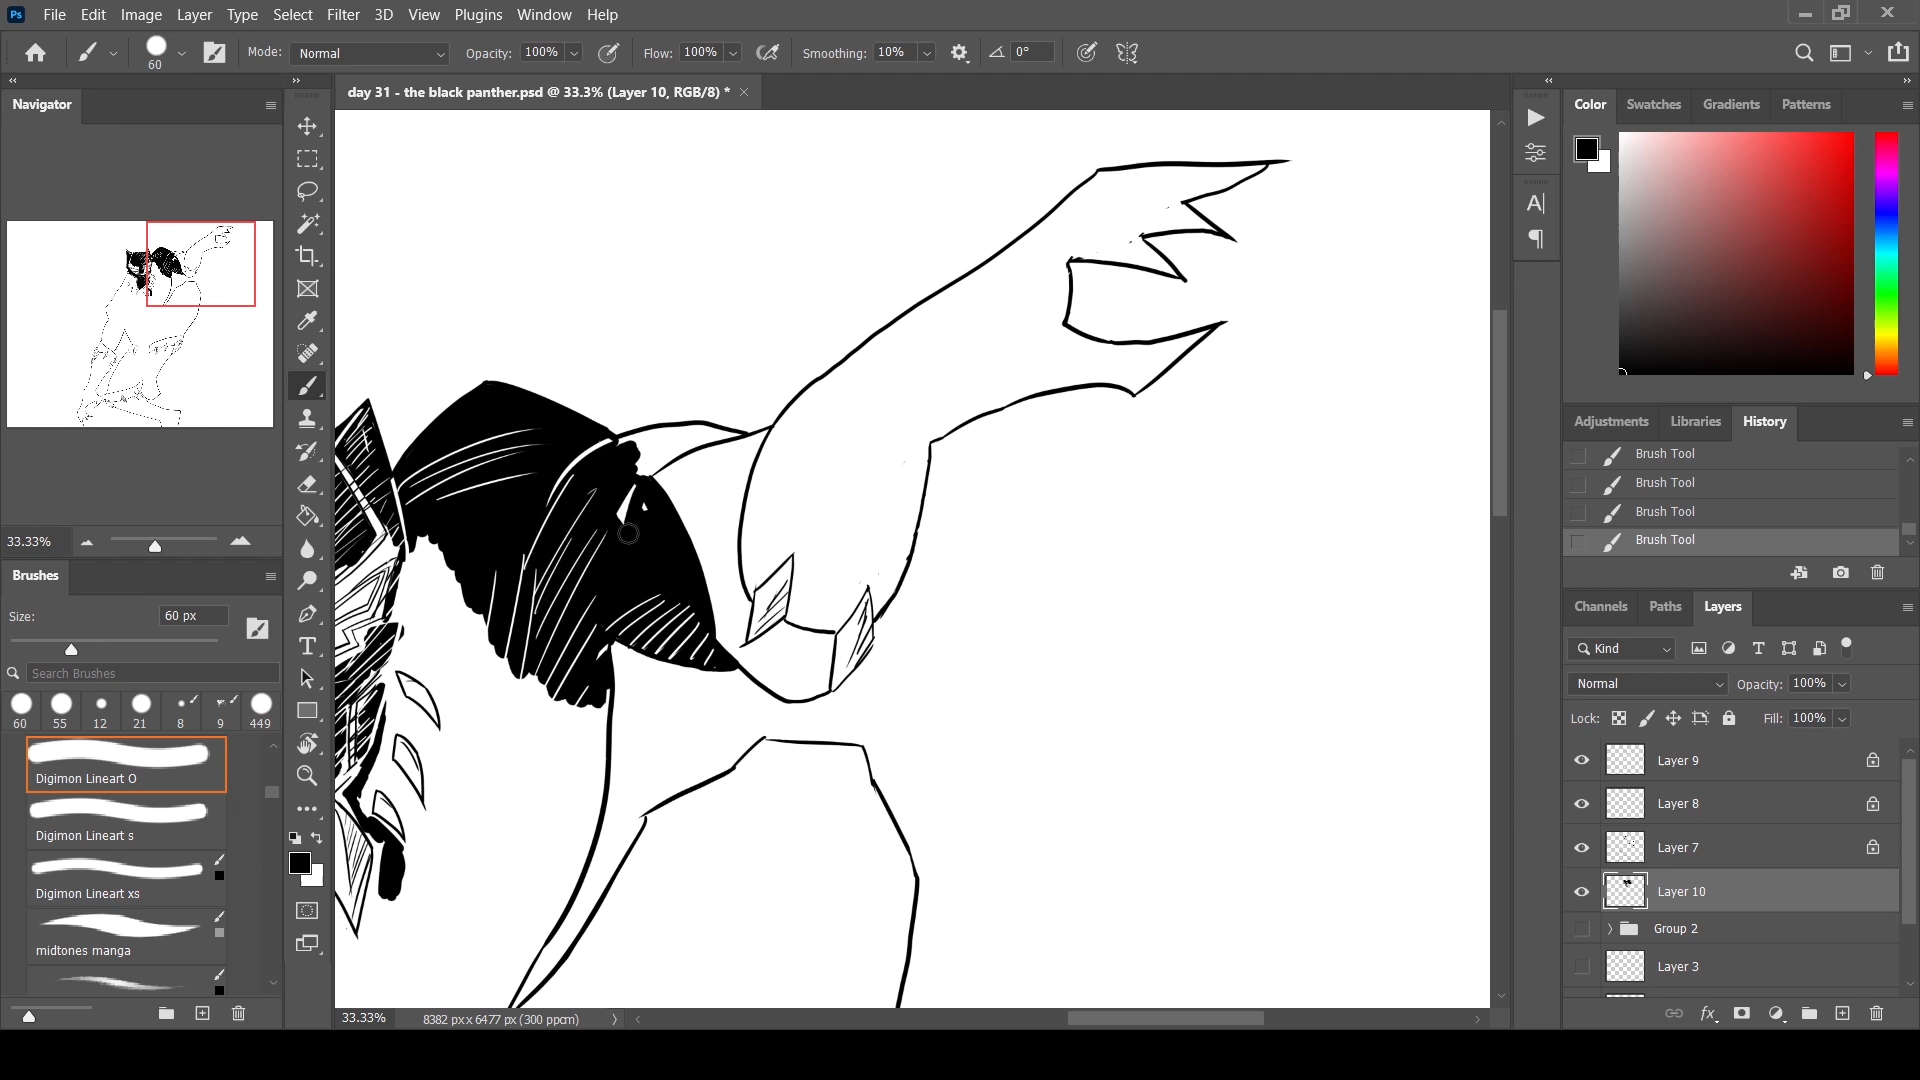 Ps File Edit Image Layer Type Select Filter 3D View Plugins Window Help
60 Mode: Normal Opacity: 100% Flow: 100% Smoothing: 10% 0°
Navigator
day 31 - the black panther.psd @ 33.3% (Layer 10, RGB/8) *
33.33%
Brushes
Size: 60 px
Search Brushes
60 55 12 21 8 9 449
Digimon Lineart O
Digimon Lineart s
Digimon Lineart xs
midtones manga
33.33% 8382 px x 6477 px (300 ppcm)
Color Swatches Gradients Patterns
Adjustments Libraries History
Brush Tool
Brush Tool
Brush Tool
Brush Tool
Channels Paths Layers
Kind
Normal Opacity: 100%
Lock: Fill: 100%
Layer 9
Layer 8
Layer 7
Layer 10
Group 2
Layer 3
fx